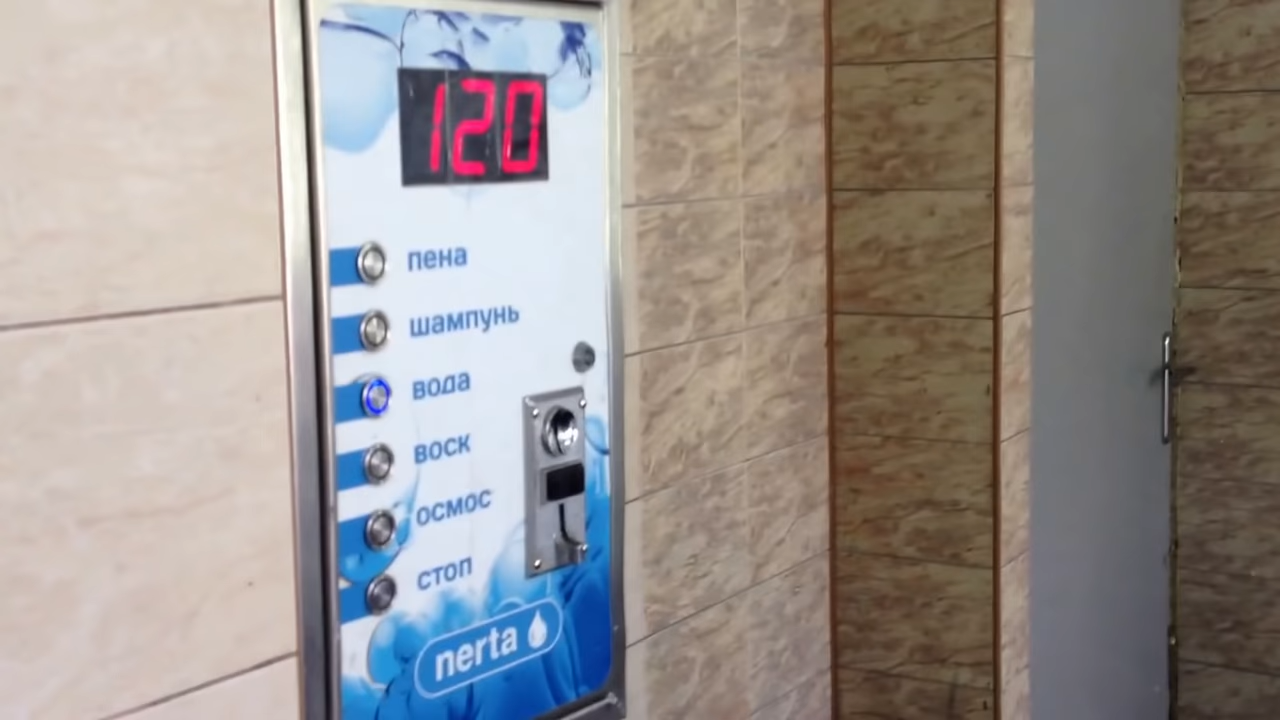 120
пена
шампунь
вода
воск
осмос
стоп
nerta